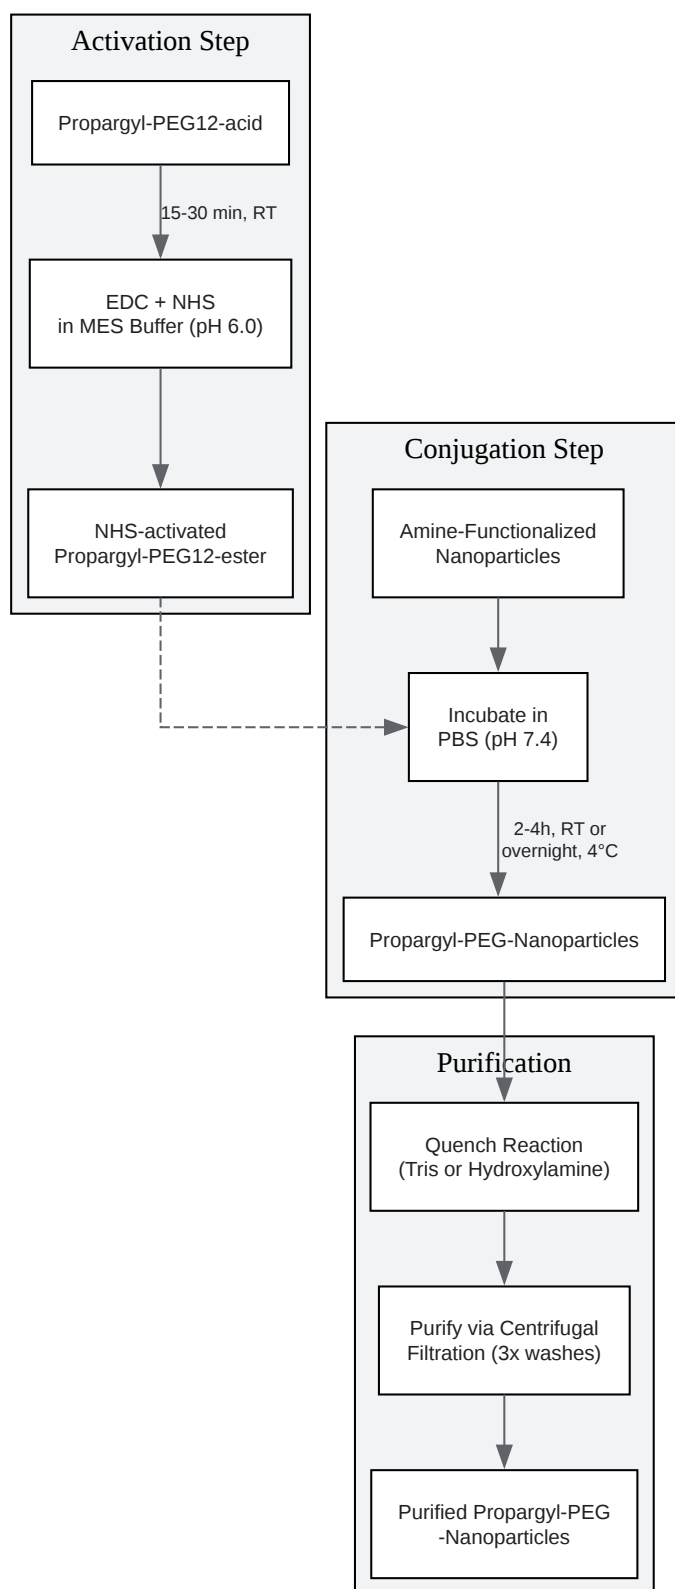 Activation Step
Propargyl-PEG12-acid
15-30 min, RT
EDC + NHS
in MES Buffer (pH 6.0)
NHS-activated
Propargyl-PEG12-ester
Conjugation Step
Amine-Functionalized
Nanoparticles
Incubate in
PBS (pH 7.4)
2-4h, RT or
overnight, 4°C
Propargyl-PEG-Nanoparticles
Purification
Quench Reaction
(Tris or Hydroxylamine)
Purify via Centrifugal
Filtration (3x washes)
Purified Propargyl-PEG
-Nanoparticles